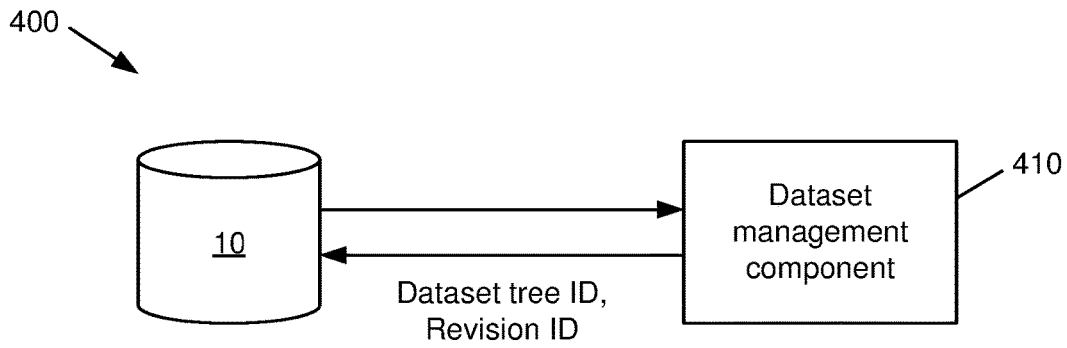 400
410
Dataset
management
component
10
Dataset tree ID,
Revision ID